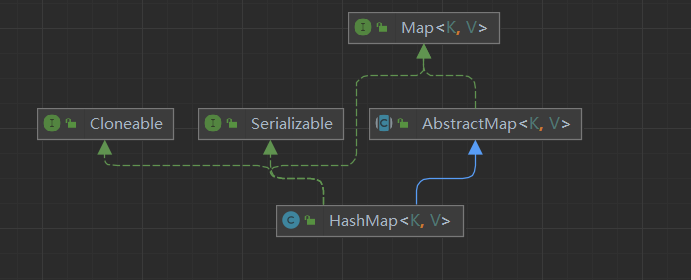 I Map<K, V>
I Cloneable
I Serializable
C AbstractMap<K, V>
C HashMap<K, V>